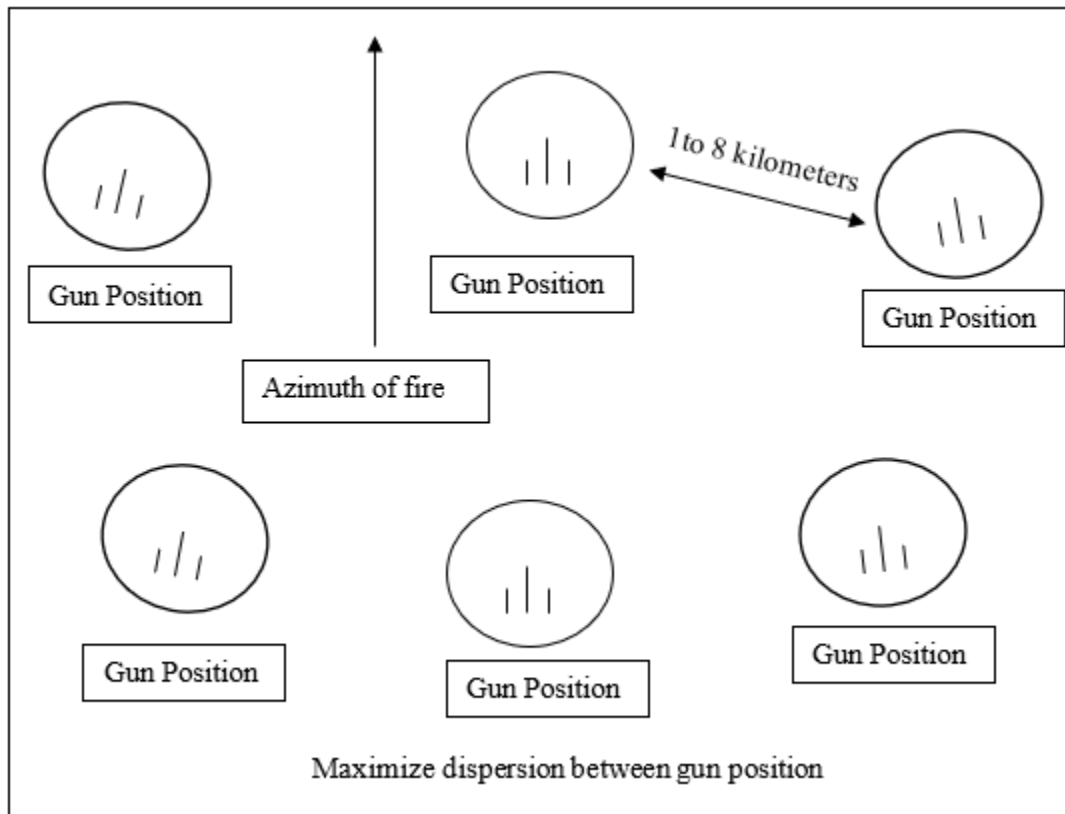 1to 8 kilometers
Gun Position
Gun Position
Gun Position
Azimuth of fire
Gun Position
Gun Position
Gun Position
Maximize dispersion between gun position